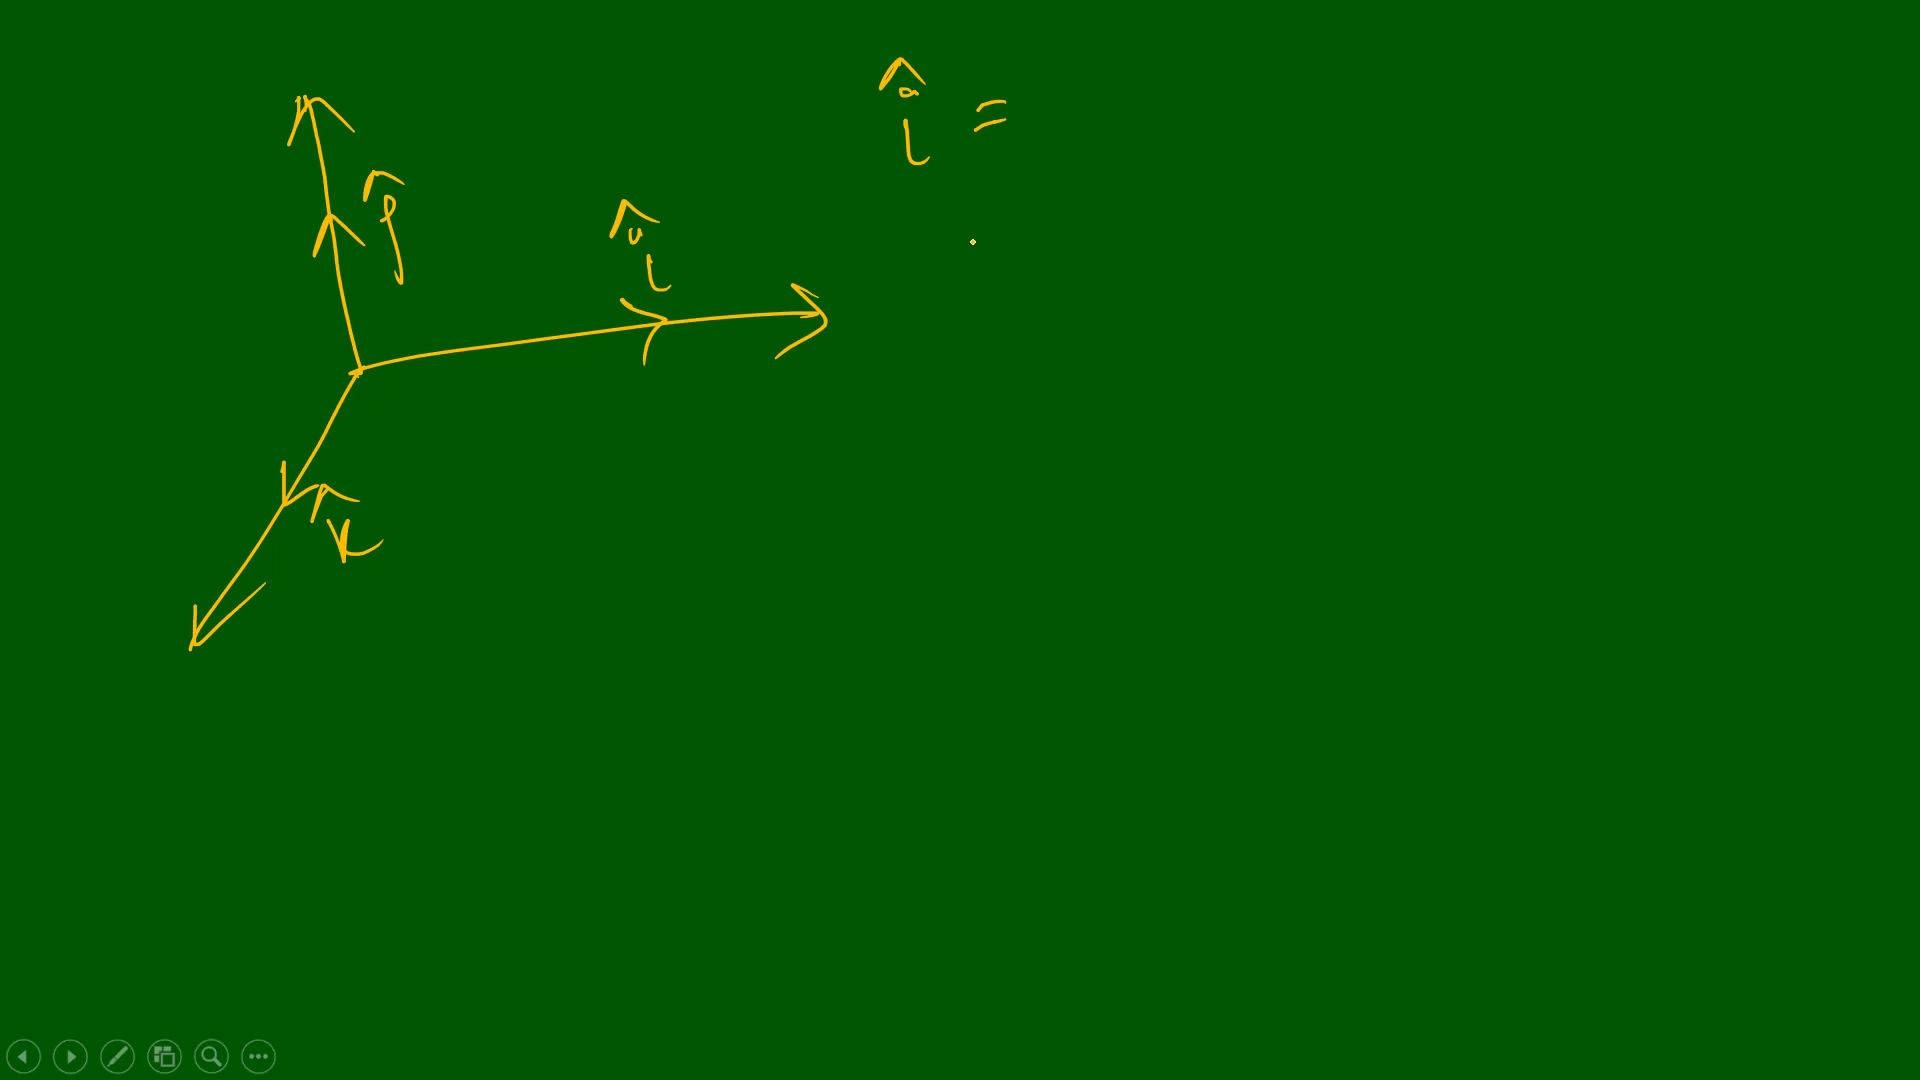 î =
ĵ
î
k̂